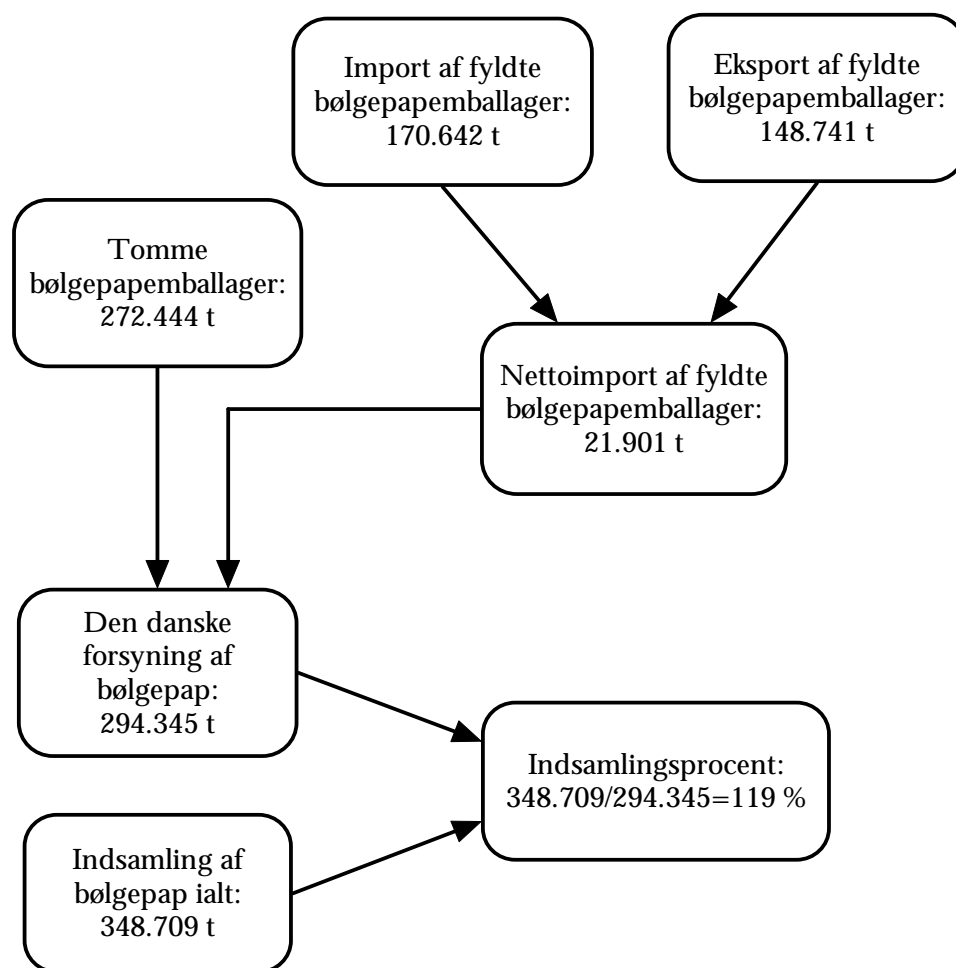 Import af fyldte
bølgepapemballager:
170.642 t
Eksport af fyldte
bølgepapemballager:
148.741 t
Tomme
bølgepapemballager:
272.444 t
Nettoimport af fyldte
bølgepapemballager:
21.901 t
Den danske
forsyning af
bølgepap:
294.345 t
Indsamlingsprocent:
348.709/294.345=119 %
Indsamling af
bølgepap ialt:
348.709 t